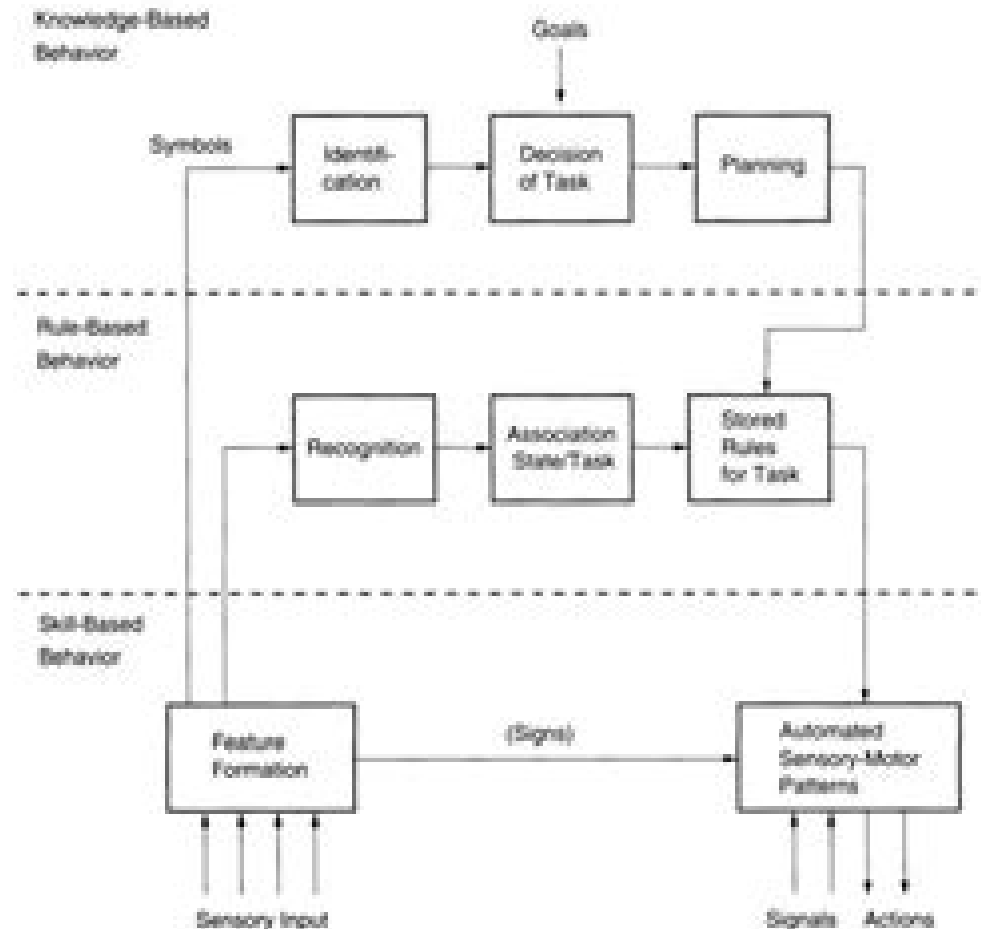 Knowledge-Based
Behavior
Goals
Symbols
Identifi-
cation
Decision
of Task
Planning
Rule-Based
Behavior
Recognition
Association
State/Task
Stored
Rules
for Task
Skill-Based
Behavior
Feature
Formation
(Signs)
Automated
Sensory-Motor
Patterns
Sensory Input
Signals
Actions